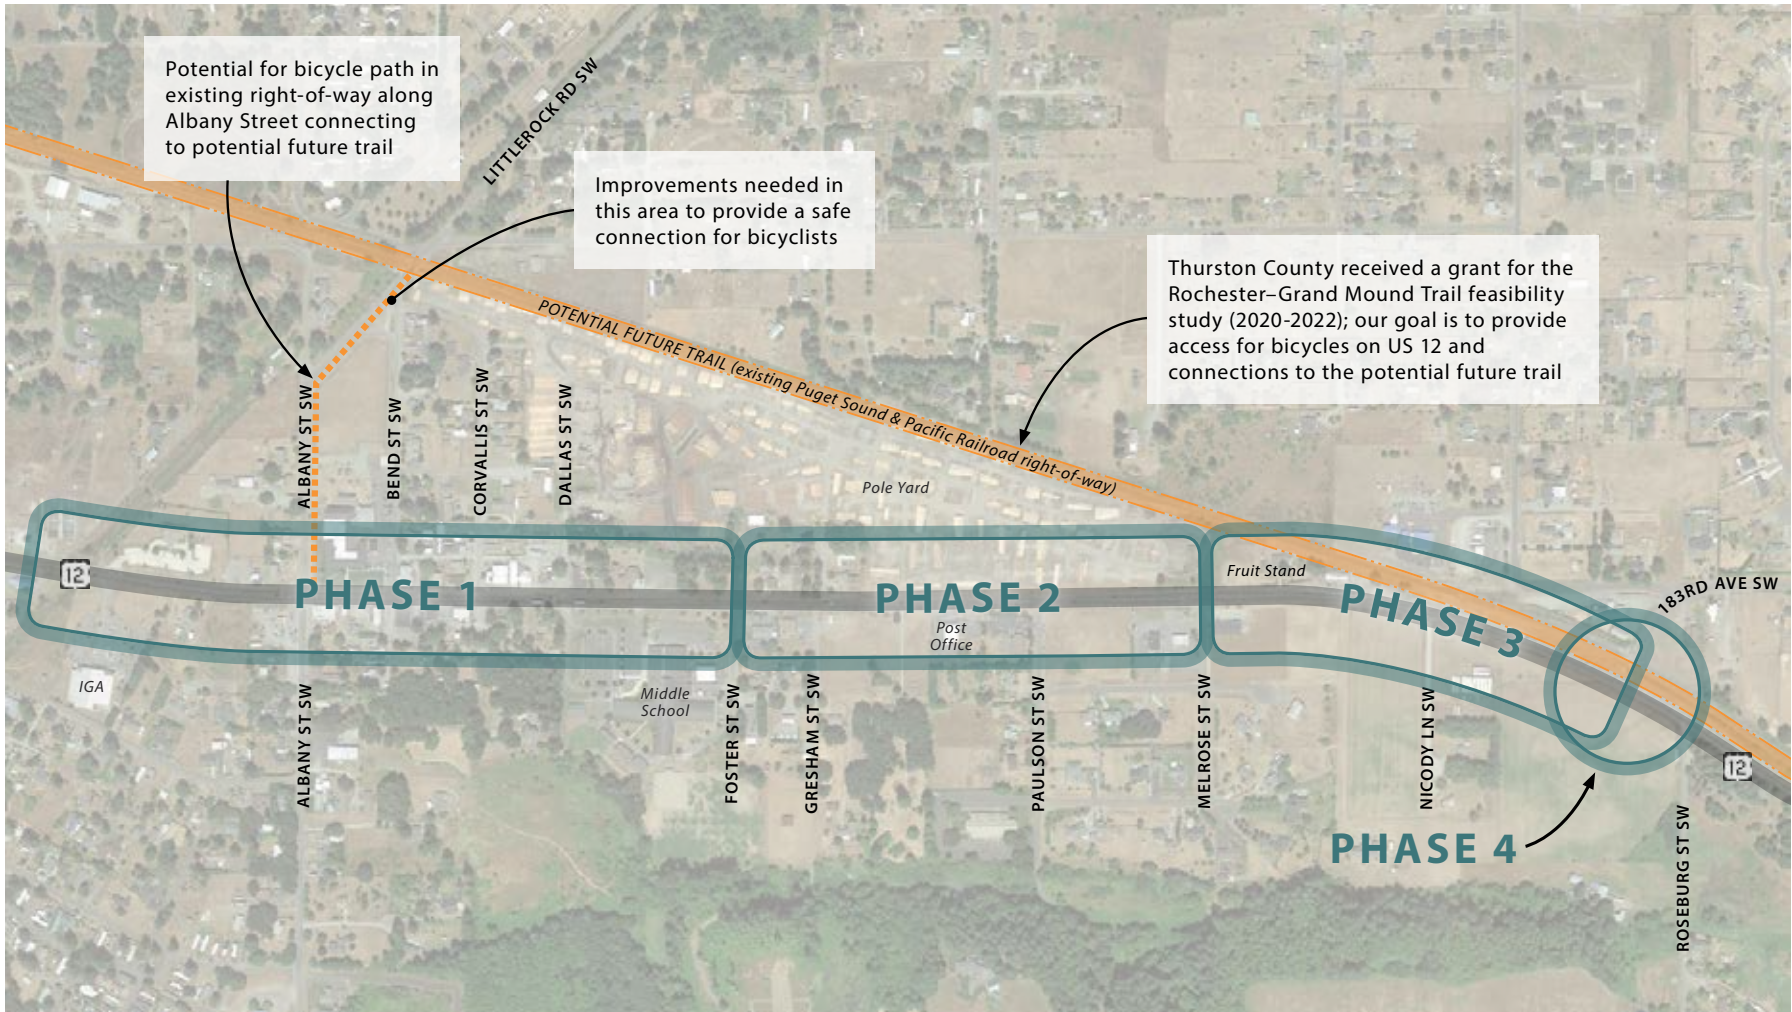 Potential for bicycle path in
existing right-of-way along
Albany Street connecting
to potential future trail
LITTLEROCK RD SW
Improvements needed in
this area to provide a safe
connection for bicyclists
Thurston County received a grant for the
Rochester–Grand Mound Trail feasibility
study (2020-2022); our goal is to provide
access for bicycles on US 12 and
connections to the potential future trail
POTENTIAL FUTURE TRAIL (existing Puget Sound & Pacific Railroad right-of-way)
ALBANY ST SW
BEND ST SW
CORVALLIS ST SW
DALLAS ST SW
Pole Yard
12
PHASE 1
PHASE 2
Fruit Stand
PHASE 3
183RD AVE SW
Post
Office
IGA
ALBANY ST SW
Middle
School
FOSTER ST SW
GRESHAM ST SW
PAULSON ST SW
MELROSE ST SW
NICODY LN SW
12
PHASE 4
ROSEBURG ST SW